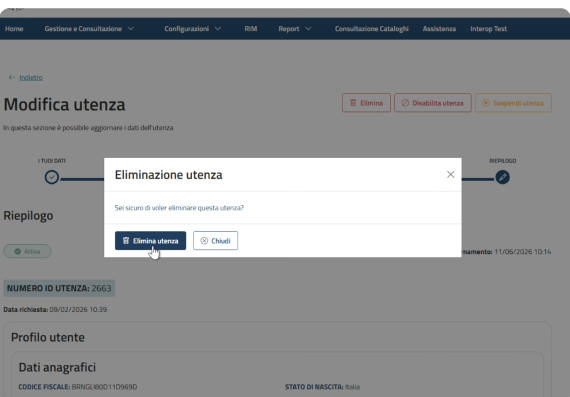 Home Gestione e Consultazione Configurazioni RIM Report Consultazione Cataloghi Assistenza Interop Test
← Indietro
Modifica utenza
Elimina Disabilita utenza Sospendi utenza
In questa sezione è possibile aggiornare i dati dell'utenza
I TUOI DATI RIEPILOGO
Eliminazione utenza
Sei sicuro di voler eliminare questa utenza?
Riepilogo
Elimina utenza Chiudi
Attiva
namento: 11/06/2026 10:14
NUMERO ID UTENZA: 2663
Data richiesta: 09/02/2026 10:39
Profilo utente
Dati anagrafici
CODICE FISCALE: BRNGLI80D11D969D STATO DI NASCITA: Italia